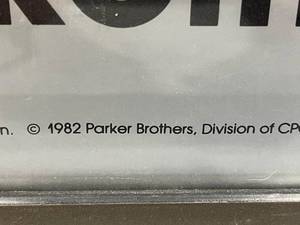 n. © 1982 Parker Brothers, Division of CP